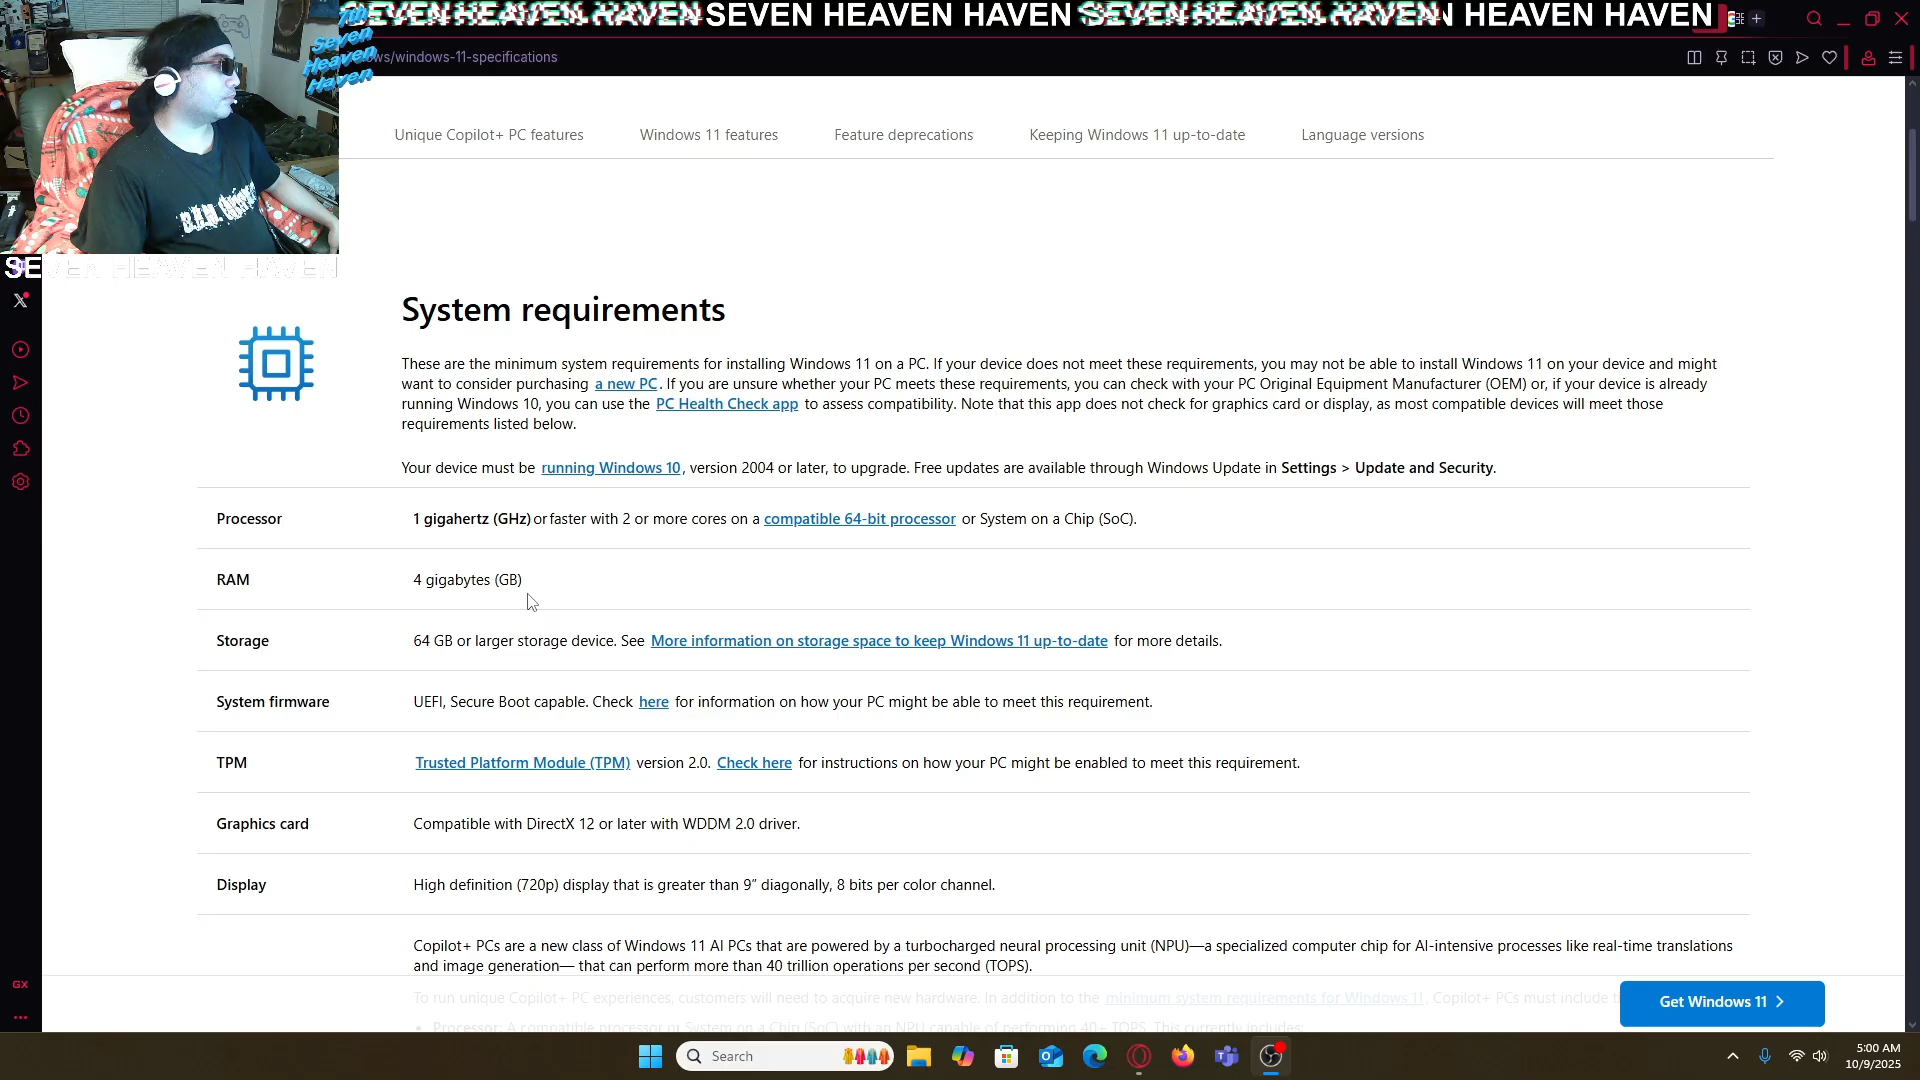 SEVEN HEAVEN HAVEN SEVEN HEAVEN HAVEN SEVEN HEAVEN HAVEN N HEAVEN HAVEN
7th
Seven
Heaven
Haven
ws/windows-11-specifications
Unique Copilot+ PC features
Windows 11 features
Feature deprecations
Keeping Windows 11 up-to-date
Language versions
SEVEN HEAVEN HAVEN
System requirements
These are the minimum system requirements for installing Windows 11 on a PC. If your device does not meet these requirements, you may not be able to install Windows 11 on your device and might
want to consider purchasing a new PC. If you are unsure whether your PC meets these requirements, you can check with your PC Original Equipment Manufacturer (OEM) or, if your device is already
running Windows 10, you can use the PC Health Check app to assess compatibility. Note that this app does not check for graphics card or display, as most compatible devices will meet those
requirements listed below.
Your device must be running Windows 10, version 2004 or later, to upgrade. Free updates are available through Windows Update in Settings > Update and Security.
Processor 1 gigahertz (GHz) or faster with 2 or more cores on a compatible 64-bit processor or System on a Chip (SoC).
RAM 4 gigabytes (GB)
Storage 64 GB or larger storage device. See More information on storage space to keep Windows 11 up-to-date for more details.
System firmware UEFI, Secure Boot capable. Check here for information on how your PC might be able to meet this requirement.
TPM Trusted Platform Module (TPM) version 2.0. Check here for instructions on how your PC might be enabled to meet this requirement.
Graphics card Compatible with DirectX 12 or later with WDDM 2.0 driver.
Display High definition (720p) display that is greater than 9” diagonally, 8 bits per color channel.
Copilot+ PCs are a new class of Windows 11 AI PCs that are powered by a turbocharged neural processing unit (NPU)—a specialized computer chip for AI-intensive processes like real-time translations
and image generation— that can perform more than 40 trillion operations per second (TOPS).
To run unique Copilot+ PC experiences, customers will need to acquire new hardware. In addition to the minimum system requirements for Windows 11, Copilot+ PCs must include t
• Processor: A compatible processor or System on a Chip (SoC) with an NPU capable of performing 40+ TOPS. This currently includes:
Get Windows 11
GX
Search
5:00 AM
10/9/2025